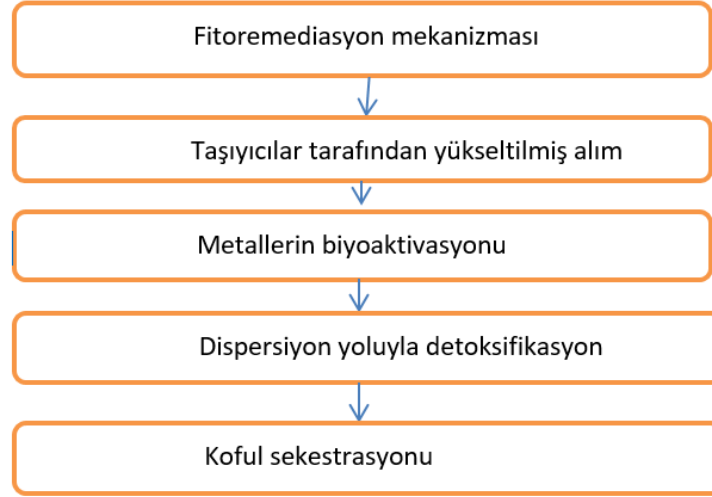 Fitoremediasyon mekanizması
Taşıyıcılar tarafından yükseltilmiş alım
Metallerin biyoaktivasyonu
Dispersiyon yoluyla detoksifikasyon
Koful sekestrasyonu